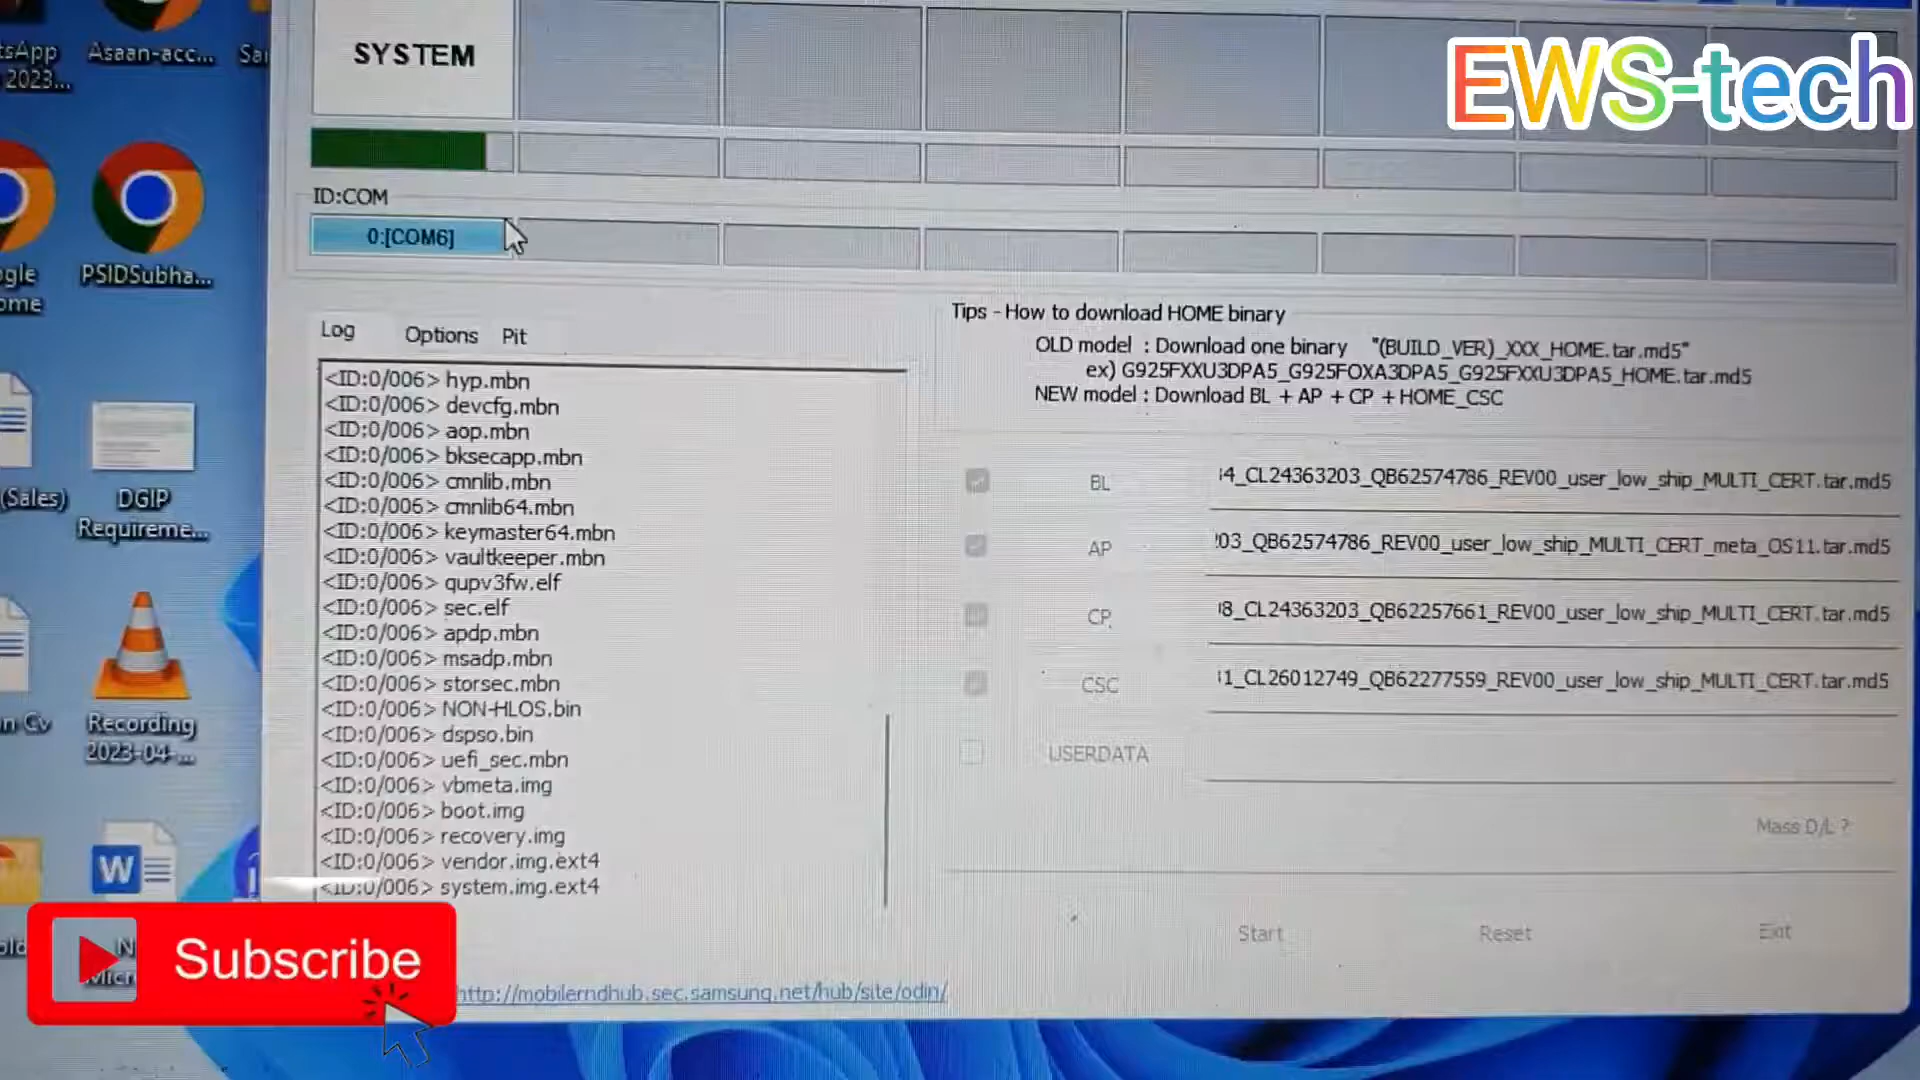 SYSTEM
EWS-tech
Asaan-acc...
2023...
ID:COM
0:[COM6]
PSIDSubha...
Log
Options
Pit
<ID:0/006> hyp.mbn
<ID:0/006> devcfg.mbn
<ID:0/006> aop.mbn
<ID:0/006> bksecapp.mbn
<ID:0/006> cmnlib.mbn
<ID:0/006> cmnlib64.mbn
<ID:0/006> keymaster64.mbn
<ID:0/006> vaultkeeper.mbn
<ID:0/006> qupv3fw.elf
<ID:0/006> sec.elf
<ID:0/006> apdp.mbn
<ID:0/006> msadp.mbn
<ID:0/006> storsec.mbn
<ID:0/006> NON-HLOS.bin
<ID:0/006> dspso.bin
<ID:0/006> uefi_sec.mbn
<ID:0/006> vbmeta.img
<ID:0/006> boot.img
<ID:0/006> recovery.img
<ID:0/006> vendor.img.ext4
<ID:0/006> system.img.ext4
Tips - How to download HOME binary
OLD model : Download one binary "(BUILD_VER)_XXX_HOME.tar.md5"
ex) G925FXXU3DPA5_G925FOXA3DPA5_G925FXXU3DPA5_HOME.tar.md5
NEW model : Download BL + AP + CP + HOME_CSC
BL
4_CL24363203_QB62574786_REV00_user_low_ship_MULTI_CERT.tar.md5
AP
03_QB62574786_REV00_user_low_ship_MULTI_CERT_meta_OS11.tar.md5
CP
8_CL24363203_QB62257661_REV00_user_low_ship_MULTI_CERT.tar.md5
CSC
1_CL26012749_QB62277559_REV00_user_low_ship_MULTI_CERT.tar.md5
USERDATA
Mass D/L ?
Start
Reset
Exit
(Sales)
DGIP
Requireme...
Cv
Recording
2023-04-...
W
Subscribe
http://mobilerndhub.sec.samsung.net/hub/site/odin/